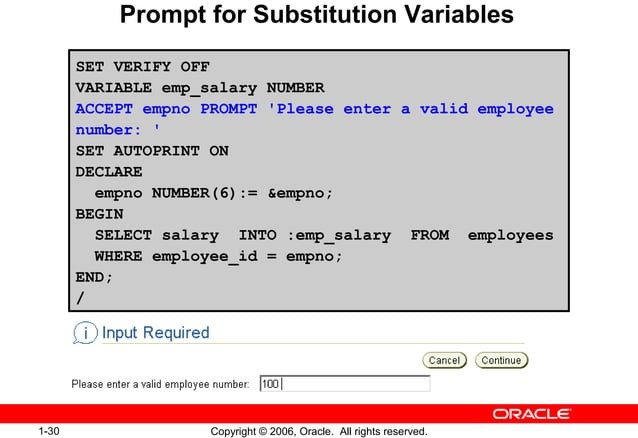 Prompt for Substitution Variables
SET VERIFY OFF
VARIABLE emp_salary NUMBER
ACCEPT empno PROMPT 'Please enter a valid employee
number: '
SET AUTOPRINT ON
DECLARE
  empno NUMBER(6):= &empno;
BEGIN
  SELECT salary  INTO :emp_salary  FROM  employees
  WHERE employee_id = empno;
END;
/
i Input Required
Cancel Continue
Please enter a valid employee number: 100
ORACLE
1-30 Copyright © 2006, Oracle.  All rights reserved.